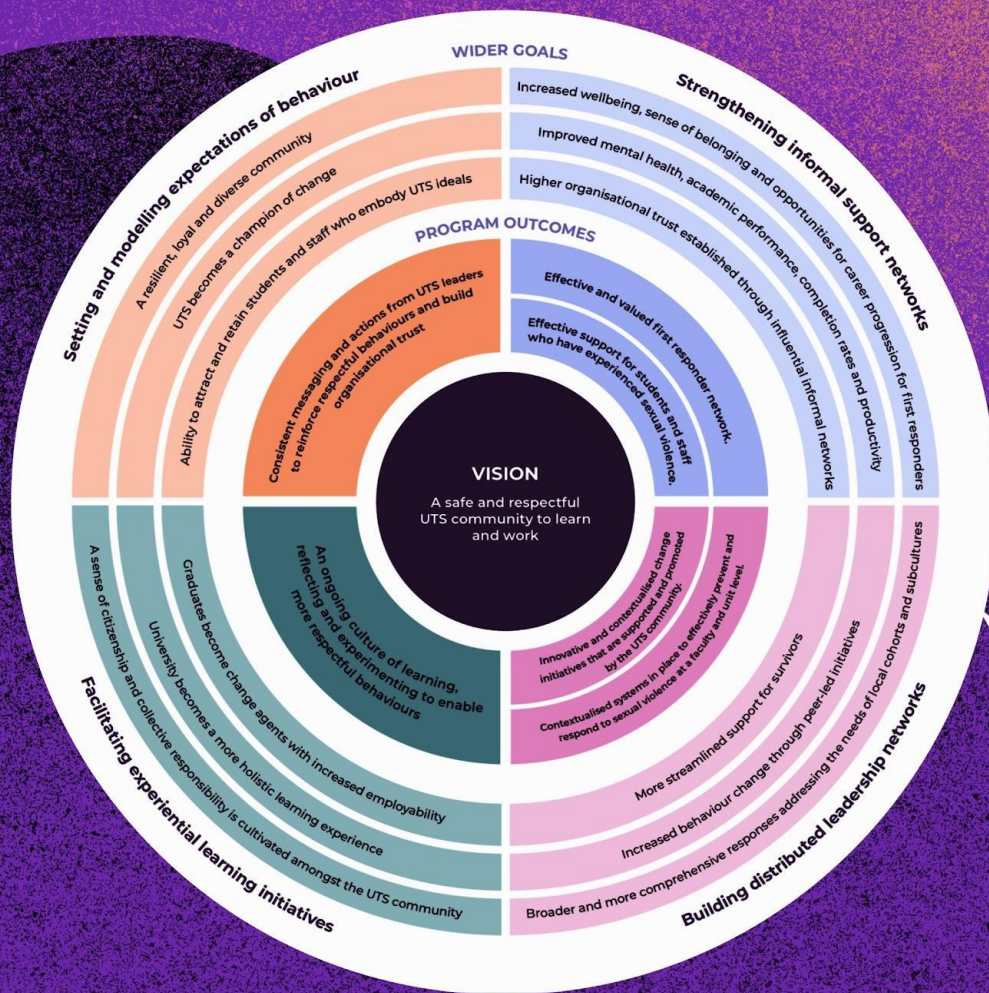 WIDER GOALS
Setting and modelling expectations of behaviour
A resilient, loyal and diverse community
UTS becomes a champion of change
Ability to attract and retain students and staff who embody UTS ideals
Strengthening informal support networks
Increased wellbeing, sense of belonging and opportunities for career progression for first responders
Improved mental health, academic performance, completion rates and productivity
Higher organisational trust established through influential informal networks
PROGRAM OUTCOMES
Consistent messaging and actions from UTS leaders
to reinforce respectful behaviours and build
organisational trust
Effective and valued first responder network.
Effective support for students and staff
who have experienced sexual violence.
VISION
A safe and respectful
UTS community to learn
and work
An ongoing culture of learning,
reflecting and experimenting to enable
more respectful behaviours
Innovative and contextualised change
initiatives that are supported and promoted
by the UTS community.
Contextualised systems in place to effectively prevent and
respond to sexual violence at a faculty and unit level.
Graduates become change agents with increased employability
University becomes a more holistic learning experience
A sense of citizenship and collective responsibility is cultivated amongst the UTS community
Facilitating experiential learning initiatives
More streamlined support for survivors
Increased behaviour change through peer-led initiatives
Broader and more comprehensive responses addressing the needs of local cohorts and subcultures
Building distributed leadership networks